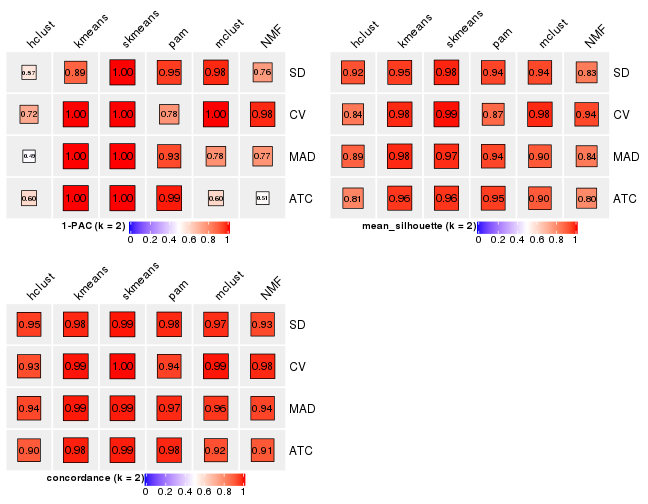 hclust kmeans skmeans pam mclust NMF
0.57 0.89 1.00 0.95 0.98 0.76 SD
0.72 1.00 1.00 0.78 1.00 0.98 CV
0.49 1.00 1.00 0.93 0.78 0.77 MAD
0.60 1.00 1.00 0.99 0.60 0.51 ATC
1-PAC (k = 2)
0 0.2 0.4 0.6 0.8 1
hclust kmeans skmeans pam mclust NMF
0.92 0.95 0.98 0.94 0.94 0.83 SD
0.84 0.98 0.99 0.87 0.98 0.94 CV
0.89 0.98 0.97 0.94 0.90 0.84 MAD
0.81 0.96 0.96 0.95 0.90 0.80 ATC
mean_silhouette (k = 2)
0 0.2 0.4 0.6 0.8 1
hclust kmeans skmeans pam mclust NMF
0.95 0.98 0.99 0.98 0.97 0.93 SD
0.93 0.99 1.00 0.94 0.99 0.98 CV
0.94 0.99 0.99 0.97 0.96 0.94 MAD
0.90 0.98 0.99 0.98 0.92 0.91 ATC
concordance (k = 2)
0 0.2 0.4 0.6 0.8 1